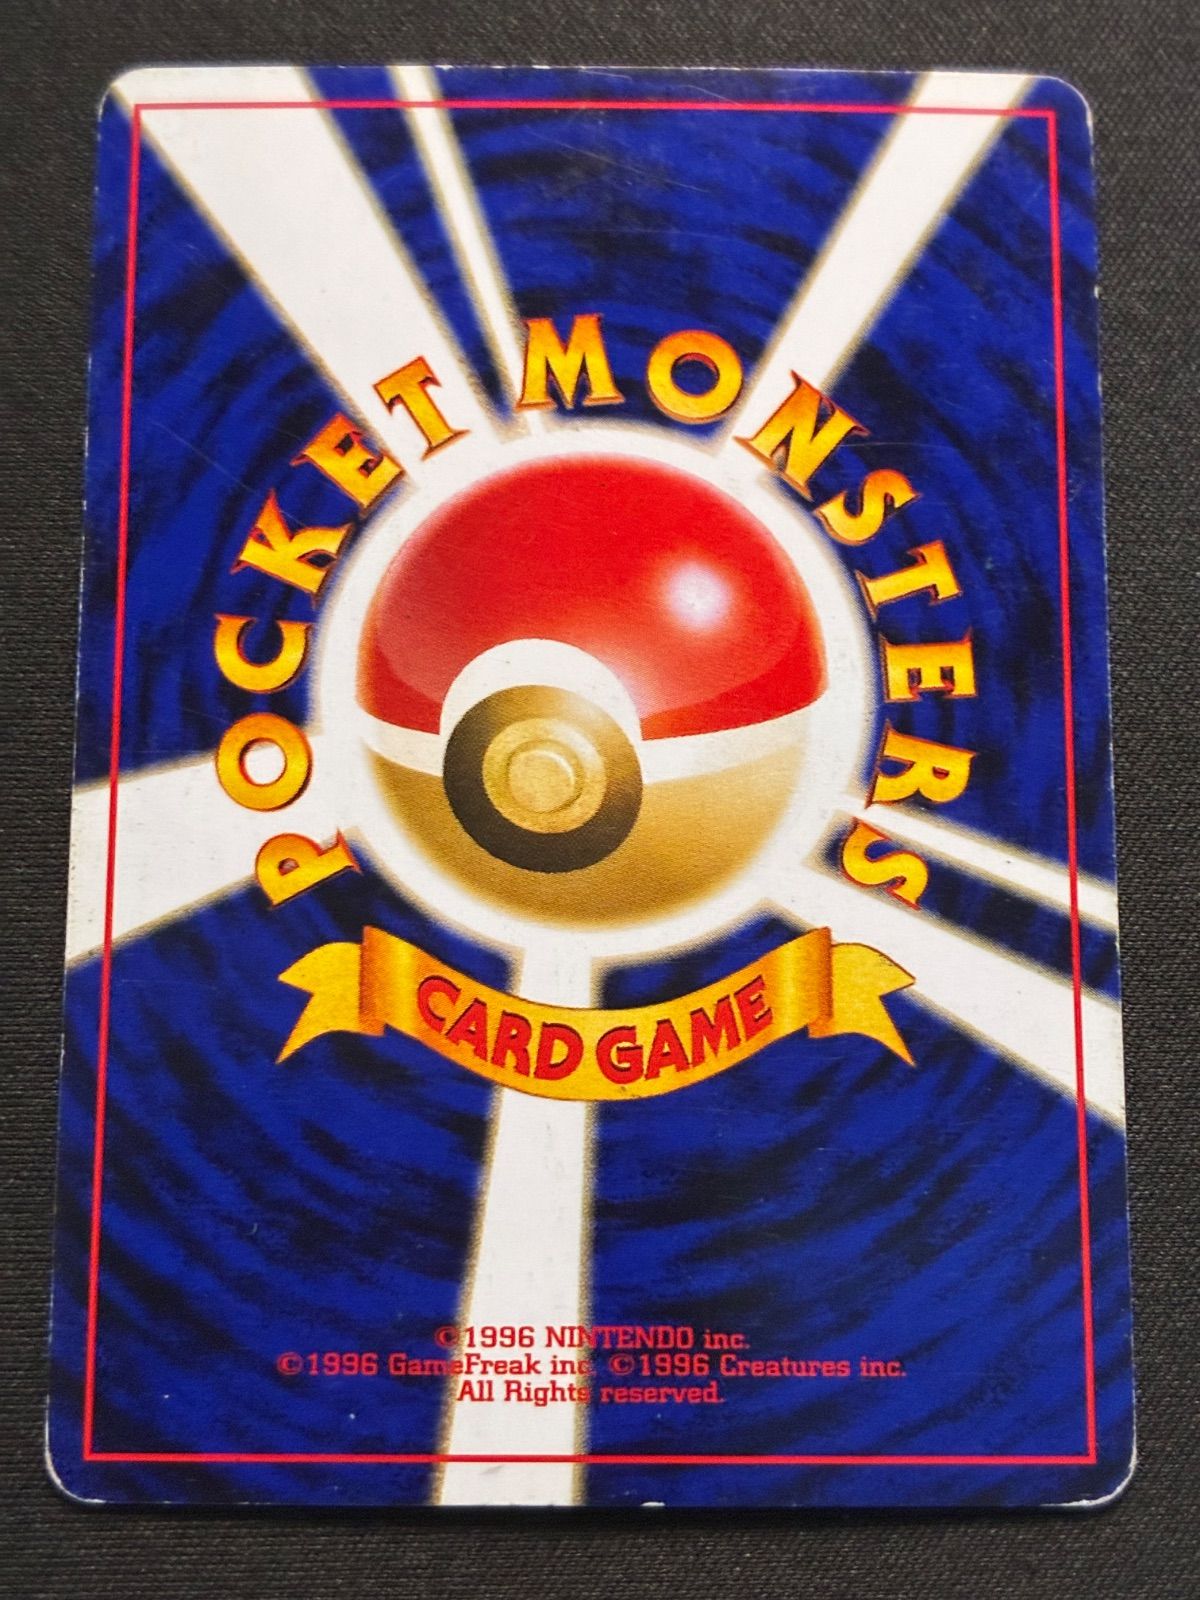 POCKET MONSTERS
CARD GAME
©1996 NINTENDO inc.
©1996 GameFreak inc. ©1996 Creatures inc.
All Rights reserved.